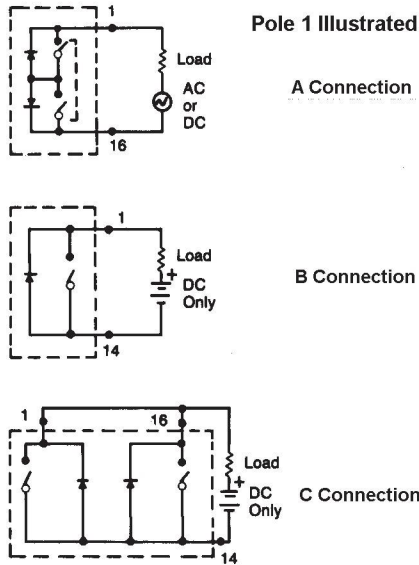 Pole 1 Illustrated
1
Load
AC
or
DC
16
A Connection
1
Load
+
DC
Only
14
B Connection
1
16
Load
+
DC
Only
14
C Connection